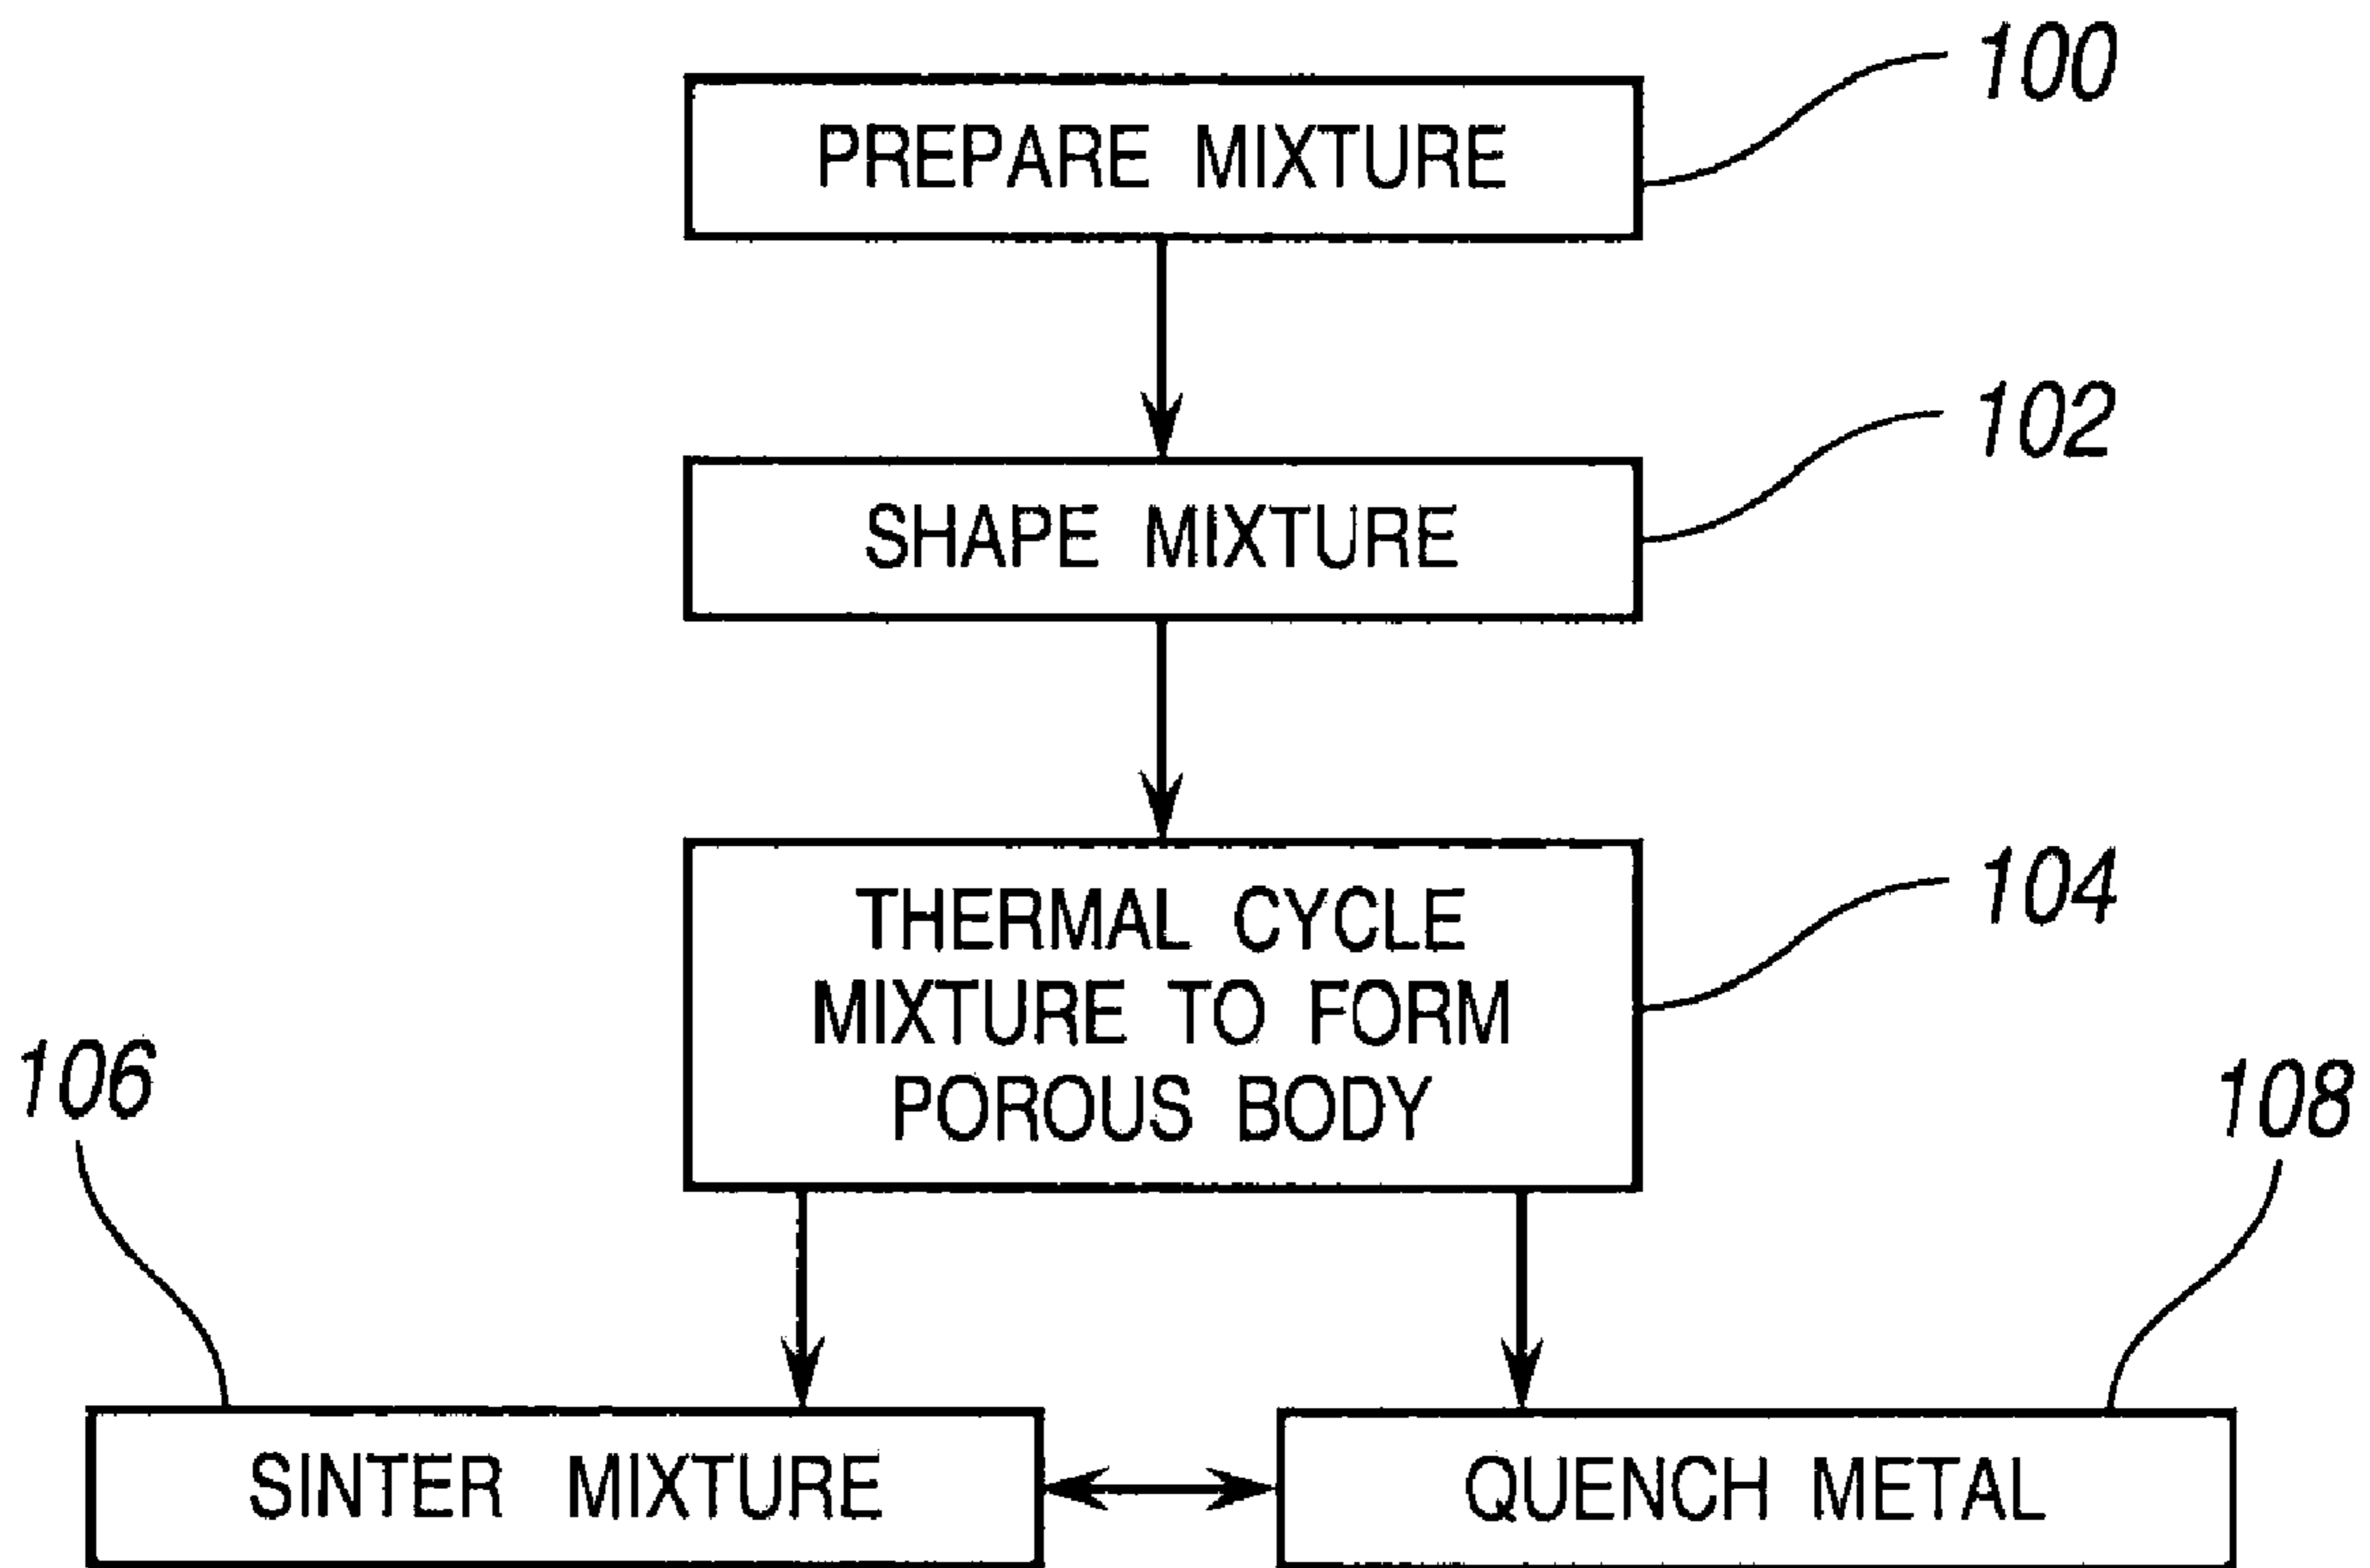 PREPARE MIXTURE
100
SHAPE MIXTURE
102
THERMAL CYCLE
MIXTURE TO FORM
POROUS BODY
104
106
108
SINTER MIXTURE
QUENCH METAL